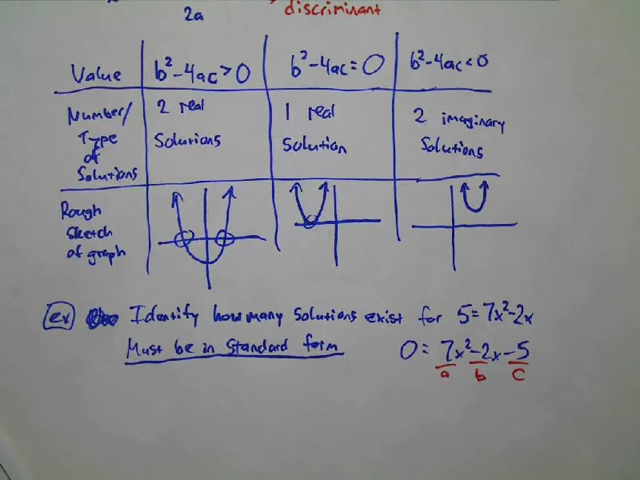 2a
discriminant
Value b²-4ac>0 b²-4ac=0 b²-4ac<0
Number/ 2 real 1 real 2 imaginary
Type Solutions Solution Solutions
of
Solutions
Rough
sketch
of graph
ex Identify how many solutions exist for 5=7x²-2x
Must be in standard form 0=7x²-2x-5
a b c